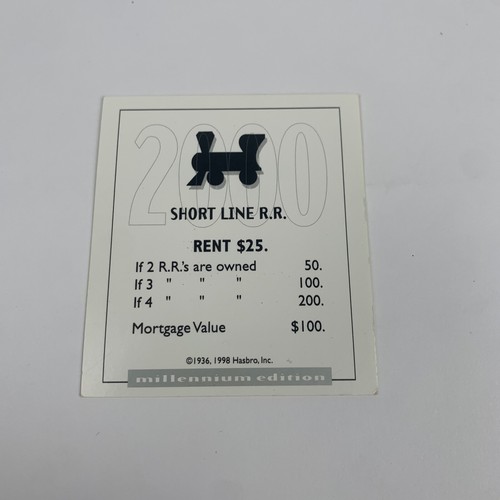 2000
SHORT LINE R.R.
RENT $25.
If 2 R.R.'s are owned 50.
If 3 " " " 100.
If 4 " " " 200.
Mortgage Value $100.
©1936, 1998 Hasbro, Inc.
millennium edition